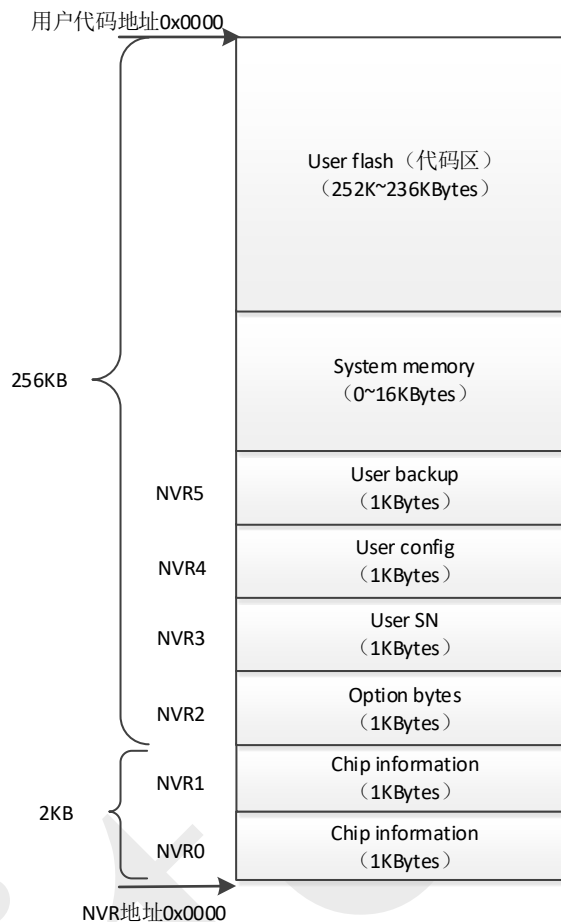 用户代码地址0x0000
User flash（代码区）
（252K~236KBytes）
256KB
System memory
（0~16KBytes）
NVR5
User backup
（1KBytes）
NVR4
User config
（1KBytes）
NVR3
User SN
（1KBytes）
NVR2
Option bytes
（1KBytes）
2KB
NVR1
Chip information
（1KBytes）
NVR0
Chip information
（1KBytes）
NVR地址0x0000